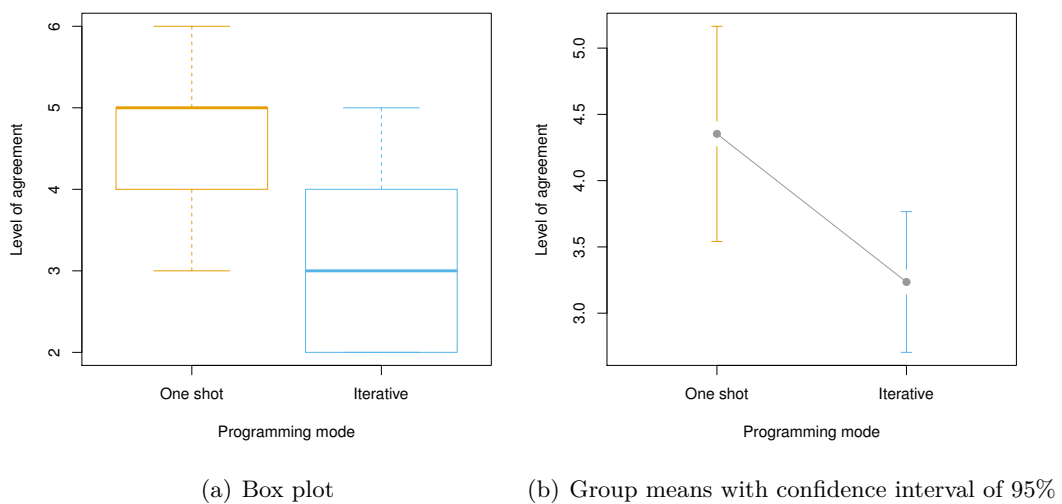 6
5
4
3
2
Level of agreement
One shot
Iterative
Programming mode
(a) Box plot
5.0
4.5
4.0
3.5
3.0
Level of agreement
One shot
Iterative
Programming mode
(b) Group means with confidence interval of 95%